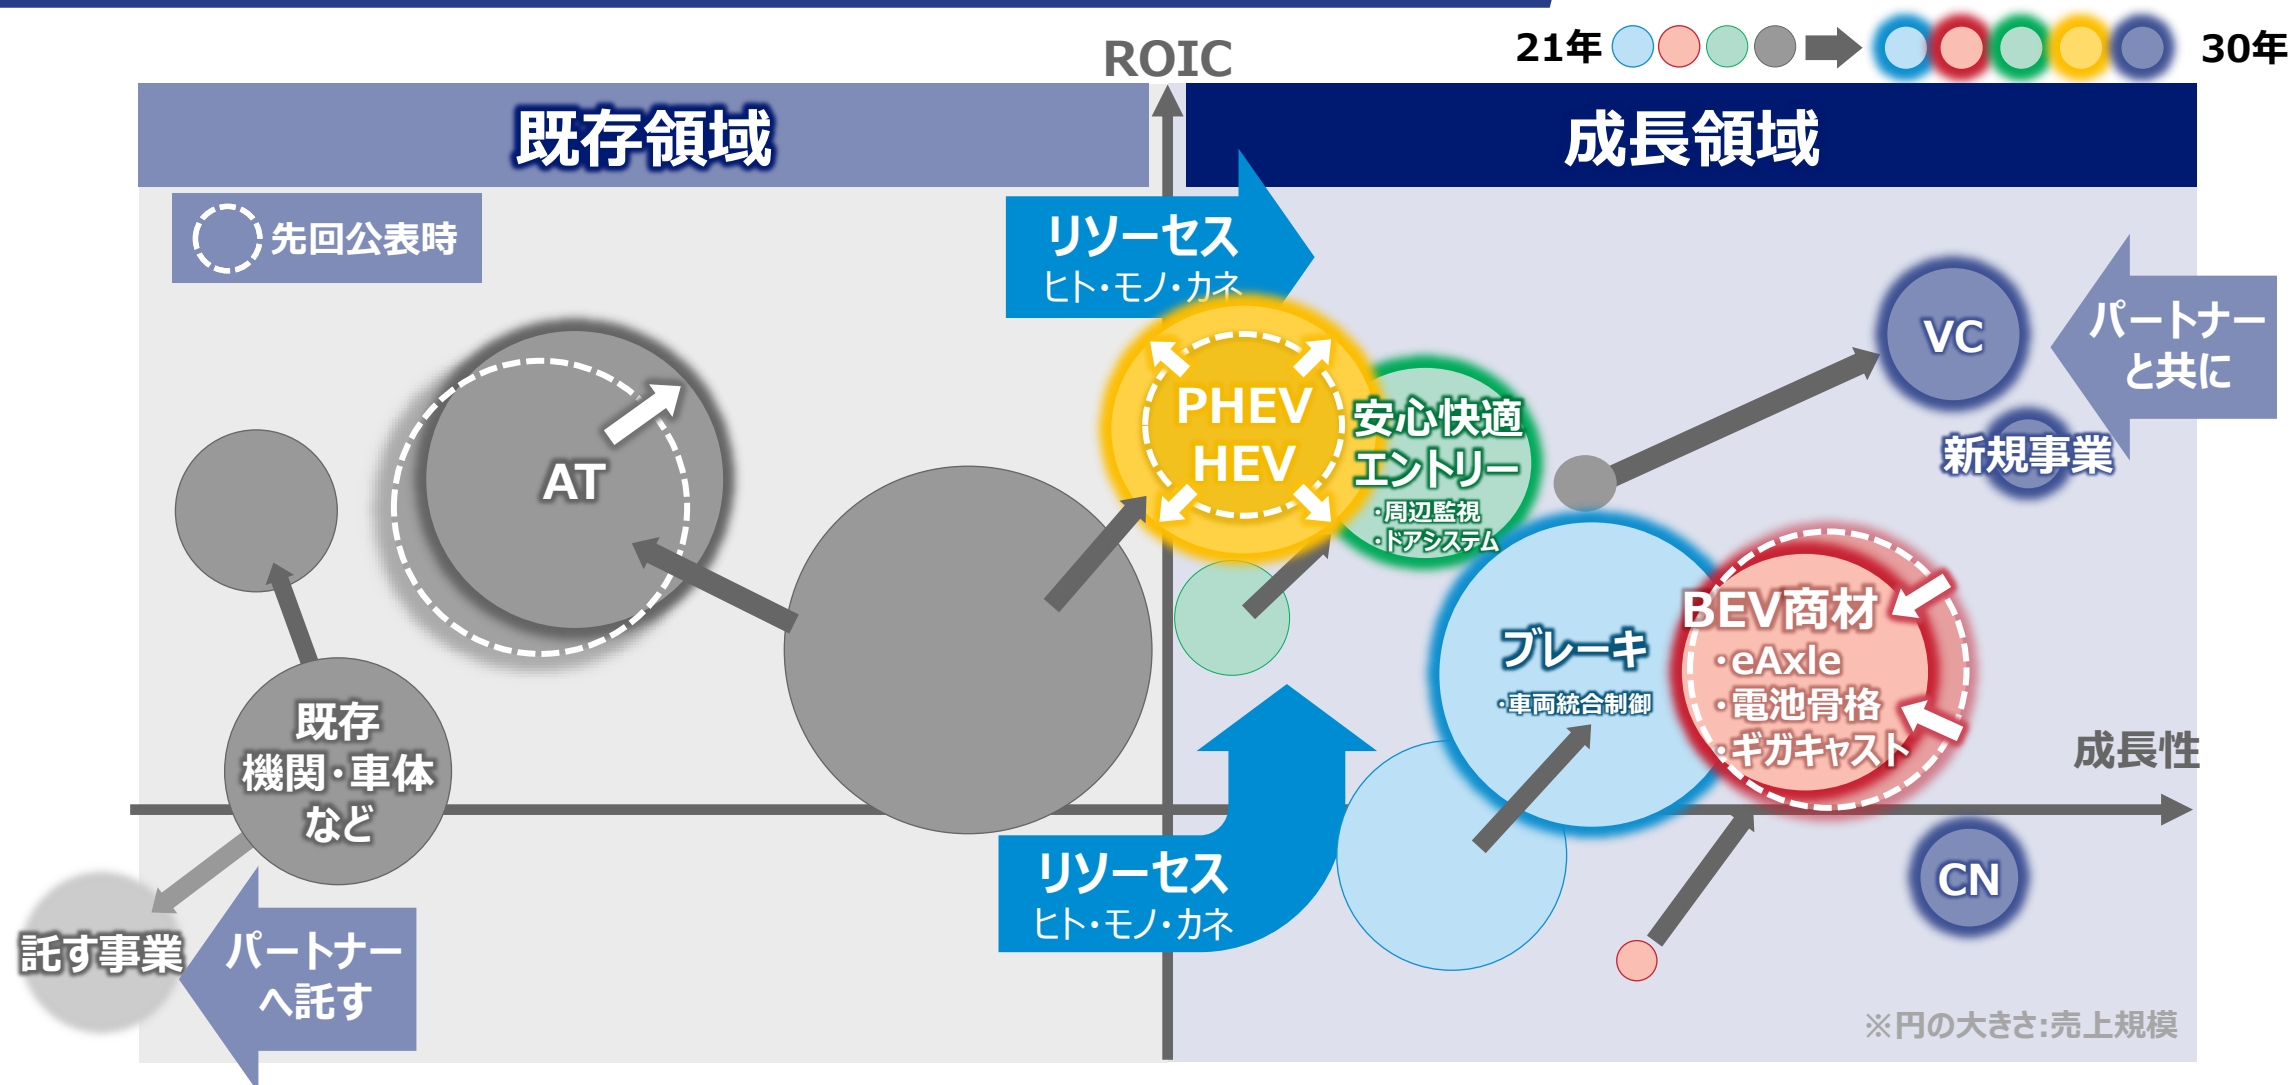 21年
30年
ROIC
既存領域
成長領域
先回公表時
リソーセス
ヒト・モノ・カネ
VC
パートナー
と共に
新規事業
PHEV
HEV
安心快適
エントリー
・周辺監視
・ドアシステム
AT
ブレーキ
・車両統合制御
BEV商材
・eAxle
・電池骨格
・ギガキャスト
成長性
既存
機関・車体
など
リソーセス
ヒト・モノ・カネ
CN
託す事業
パートナー
へ託す
※円の大きさ:売上規模